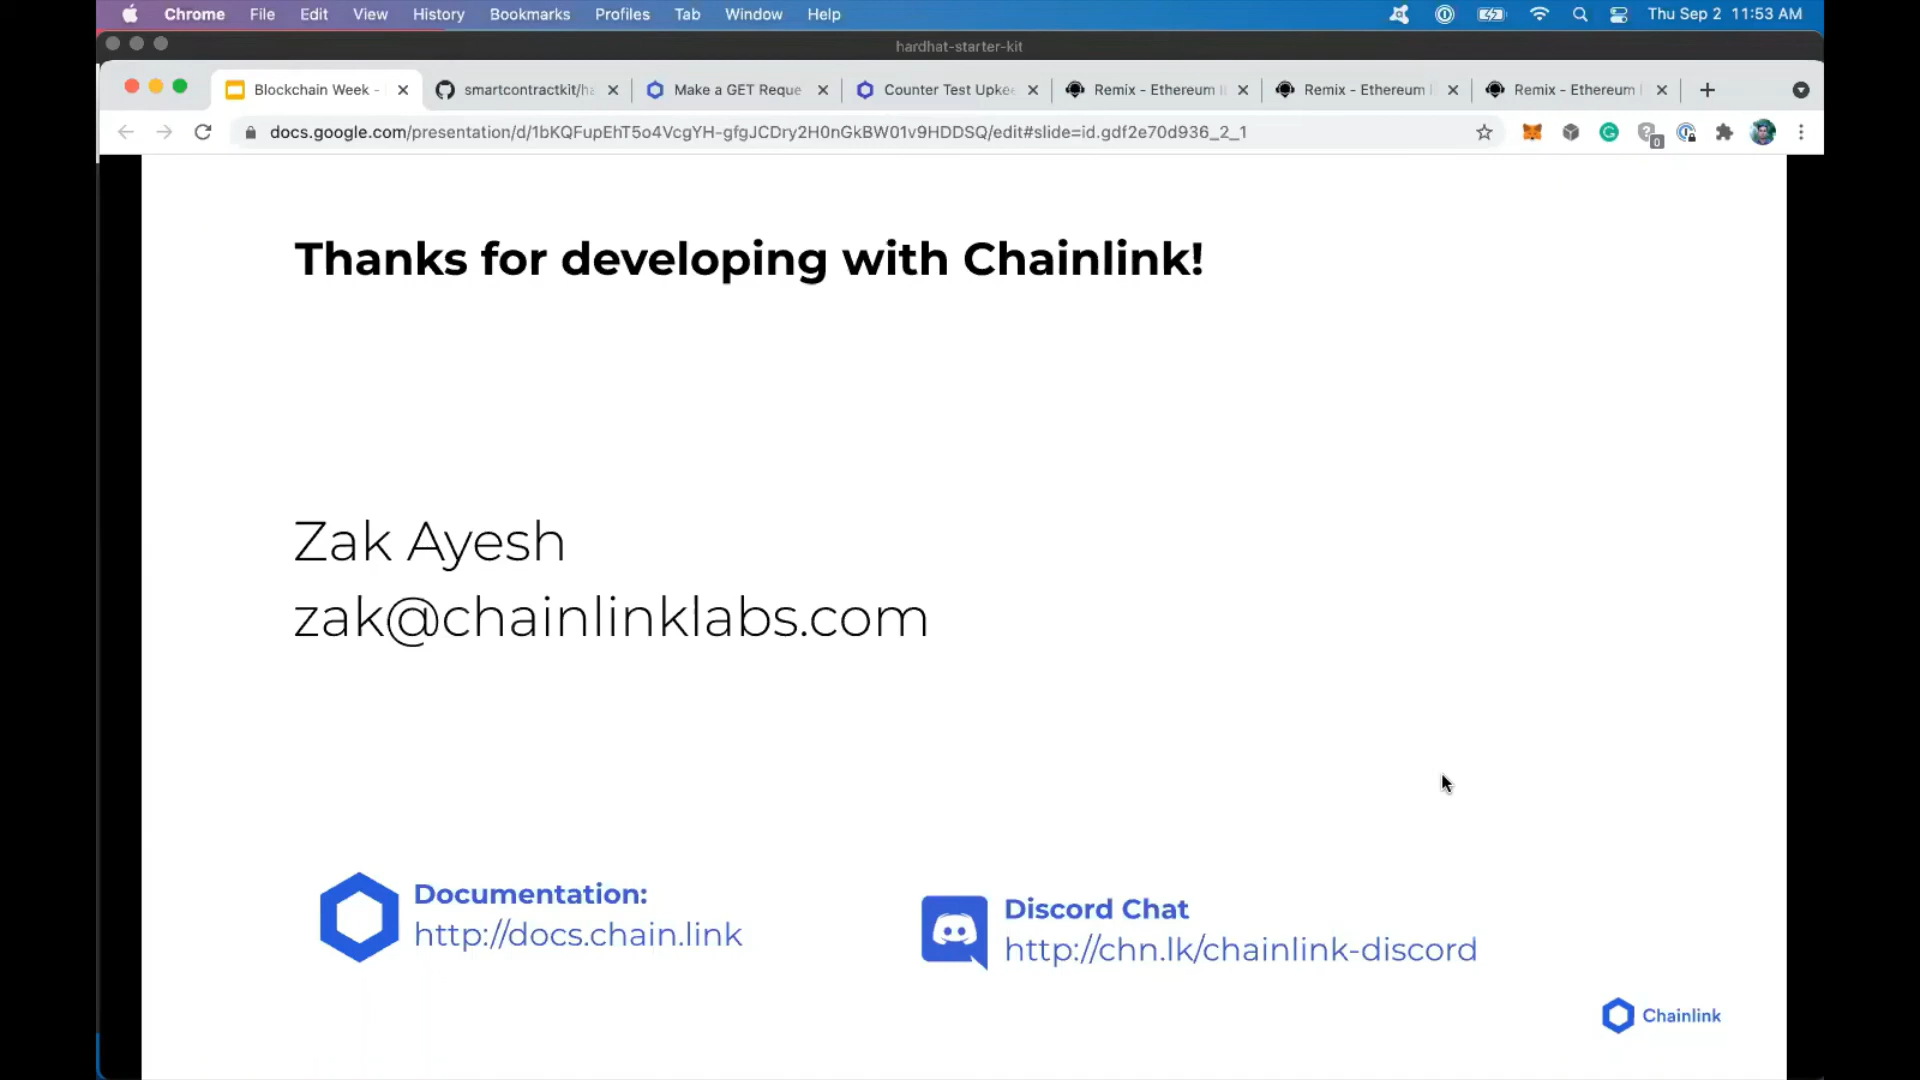 Chrome File Edit View History Bookmarks Profiles Tab Window Help Thu Sep 2 11:53 AM
hardhat-starter-kit
Blockchain Week - smartcontractkit/ha Make a GET Reque Counter Test Upkee Remix - Ethereum I Remix - Ethereum I Remix - Ethereum I
docs.google.com/presentation/d/1bKQFupEhT5o4VcgYH-gfgJCDry2H0nGkBW01v9HDDSQ/edit#slide=id.gdf2e70d936_2_1 0
Thanks for developing with Chainlink!
Zak Ayesh
zak@chainlinklabs.com
Documentation:
http://docs.chain.link
Discord Chat
http://chn.lk/chainlink-discord
Chainlink